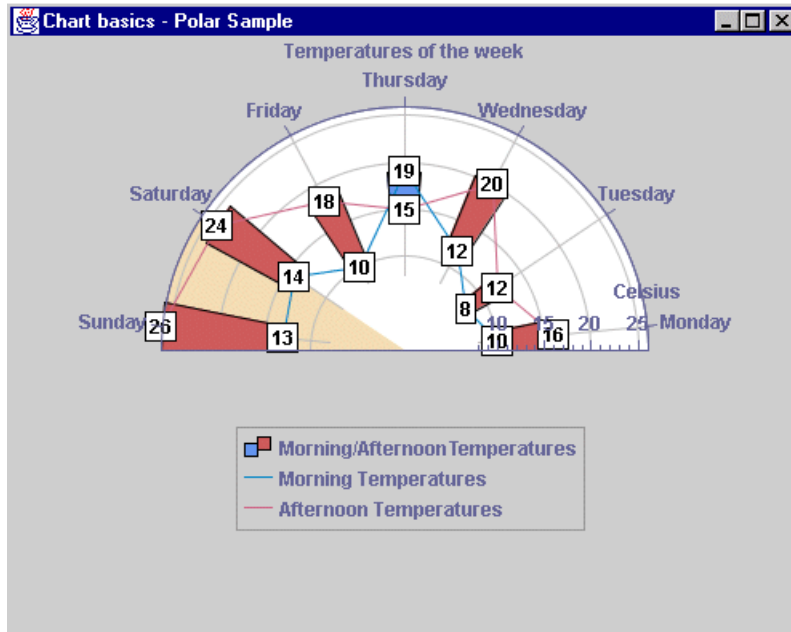 Chart basics - Polar Sample
Temperatures of the week
Thursday
Friday
Wednesday
Saturday
Tuesday
19
20
18
15
24
12
10
14
12
Celsius
8
Sunday
26
13
10
10
15
16
20
25
Monday
Morning/Afternoon Temperatures
Morning Temperatures
Afternoon Temperatures